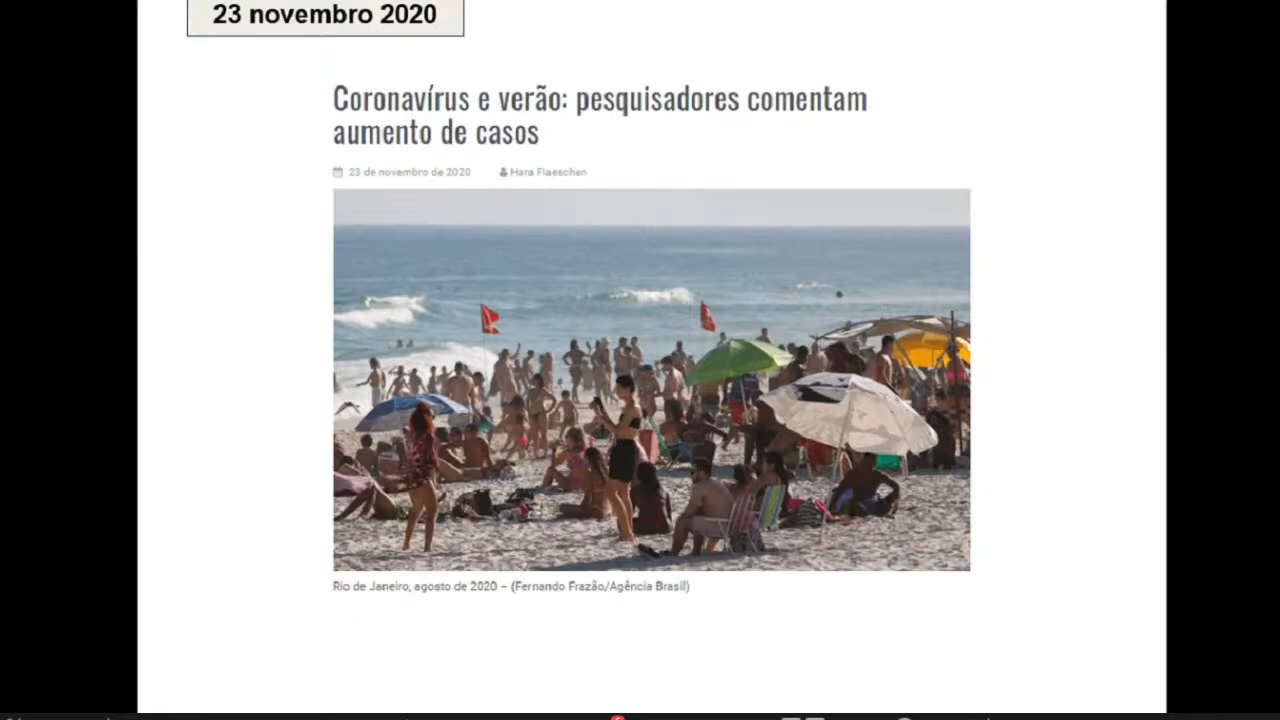 23 novembro 2020
Coronavírus e verão: pesquisadores comentam
aumento de casos
23 de novembro de 2020 Hara Flaeschen
Rio de Janeiro, agosto de 2020 – (Fernando Frazão/Agência Brasil)